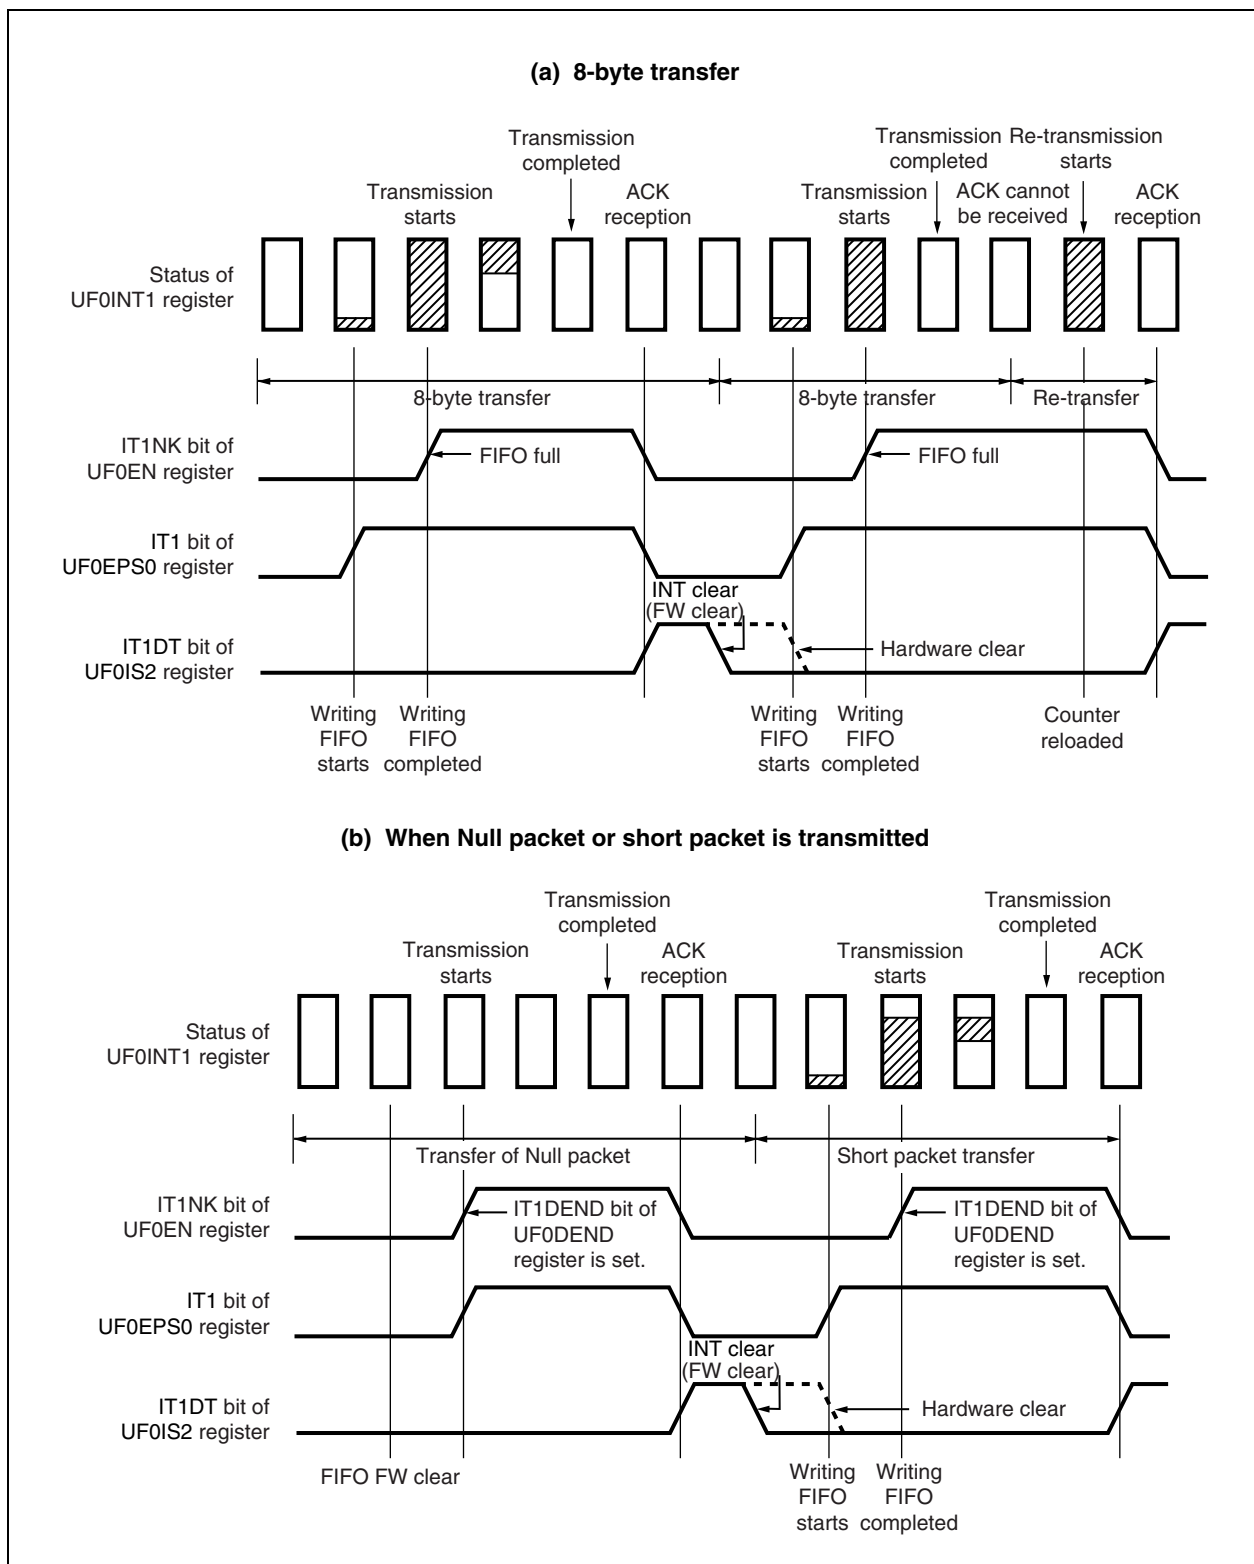 (a) 8-byte transfer
Transmission
completed
Transmission
completed
Re-transmission
starts
Transmission
starts
ACK
reception
Transmission
starts
ACK cannot
be received
ACK
reception
Status of
UF0INT1 register
8-byte transfer
8-byte transfer
Re-transfer
IT1NK bit of
UF0EN register
FIFO full
FIFO full
IT1 bit of
UF0EPS0 register
INT clear
(FW clear)
IT1DT bit of
UF0IS2 register
Hardware clear
Writing
FIFO
starts
Writing
FIFO
completed
Writing
FIFO
starts
Writing
FIFO
completed
Counter
reloaded
(b) When Null packet or short packet is transmitted
Transmission
completed
Transmission
completed
Transmission
starts
ACK
reception
Transmission
starts
ACK
reception
Status of
UF0INT1 register
Transfer of Null packet
Short packet transfer
IT1NK bit of
UF0EN register
IT1DEND bit of
UF0DEND
register is set.
IT1DEND bit of
UF0DEND
register is set.
IT1 bit of
UF0EPS0 register
INT clear
(FW clear)
IT1DT bit of
UF0IS2 register
Hardware clear
FIFO FW clear
Writing
FIFO
starts
Writing
FIFO
completed